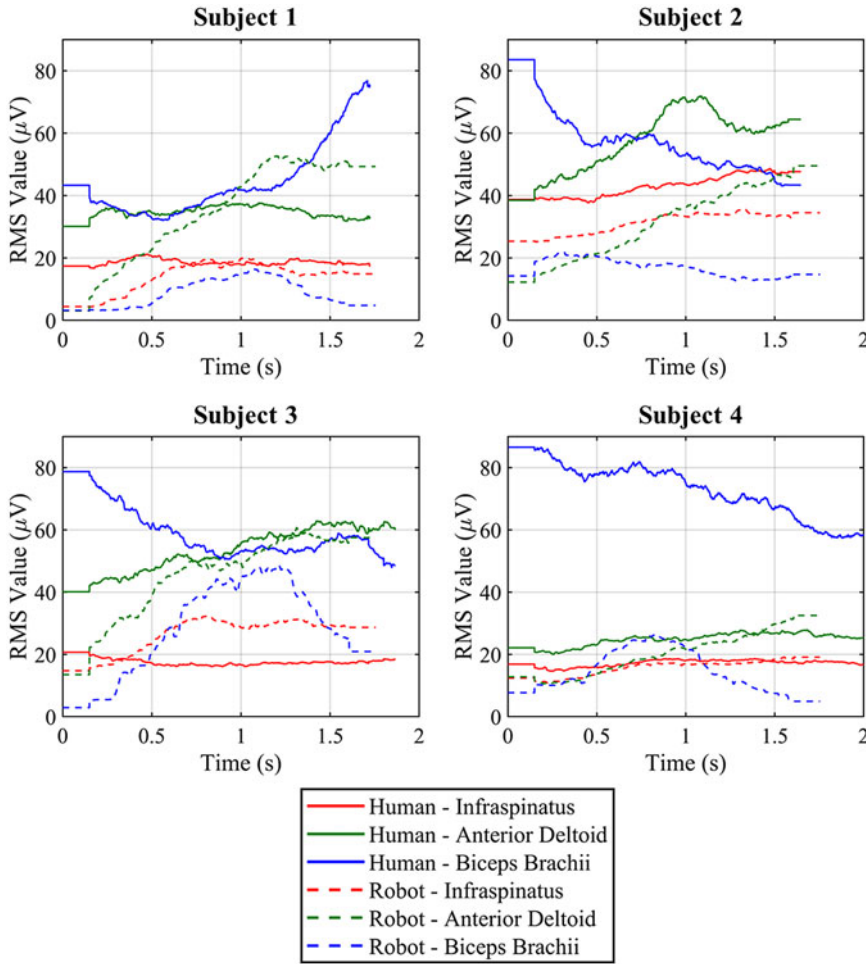 Subject 1
Subject 2
RMS Value (μV)
80
60
40
20
0
0 0.5 1 1.5 2
Time (s)
RMS Value (μV)
80
60
40
20
0
0 0.5 1 1.5 2
Time (s)
Subject 3
Subject 4
RMS Value (μV)
80
60
40
20
0
0 0.5 1 1.5 2
Time (s)
RMS Value (μV)
80
60
40
20
0
0 0.5 1 1.5 2
Time (s)
Human - Infraspinatus
Human - Anterior Deltoid
Human - Biceps Brachii
Robot - Infraspinatus
Robot - Anterior Deltoid
Robot - Biceps Brachii